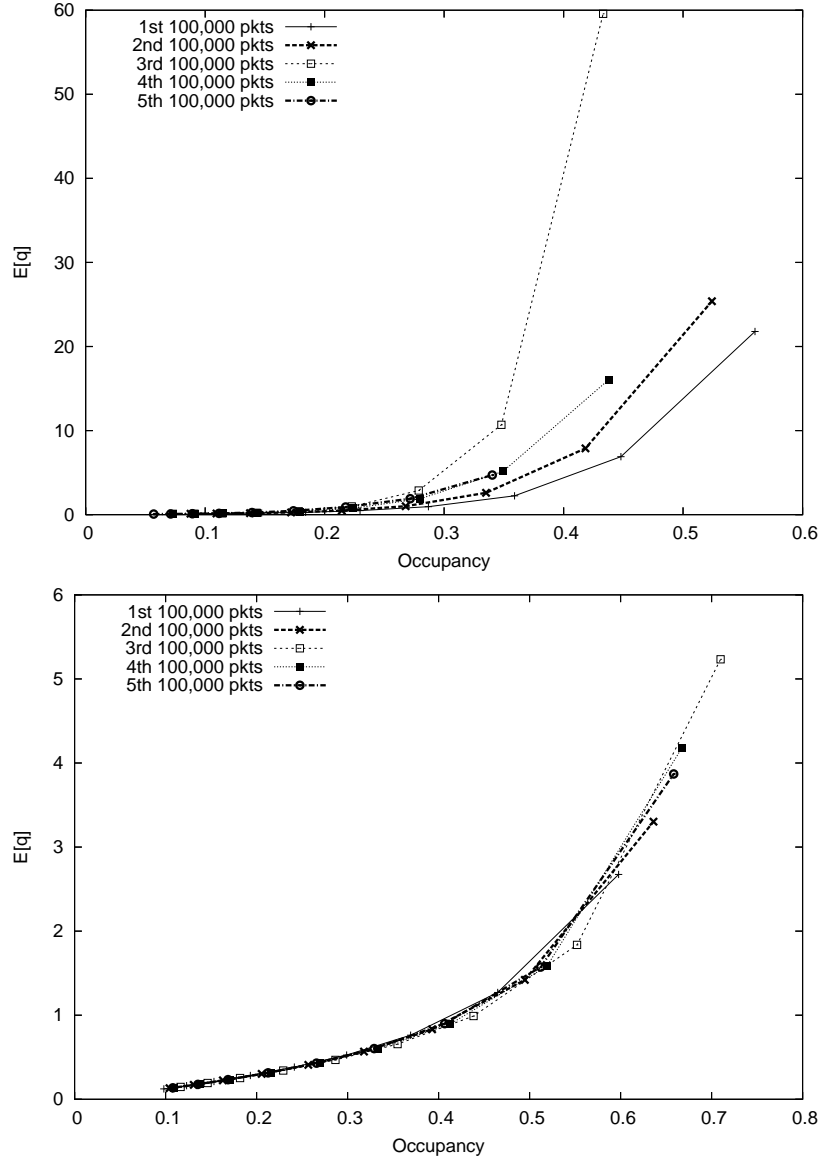 60
50
40
30
20
10
0
E[q]
1st 100,000 pkts
2nd 100,000 pkts
3rd 100,000 pkts
4th 100,000 pkts
5th 100,000 pkts
0 0.1 0.2 0.3 0.4 0.5 0.6
Occupancy
6
5
4
3
2
1
0
E[q]
1st 100,000 pkts
2nd 100,000 pkts
3rd 100,000 pkts
4th 100,000 pkts
5th 100,000 pkts
0 0.1 0.2 0.3 0.4 0.5 0.6 0.7 0.8
Occupancy